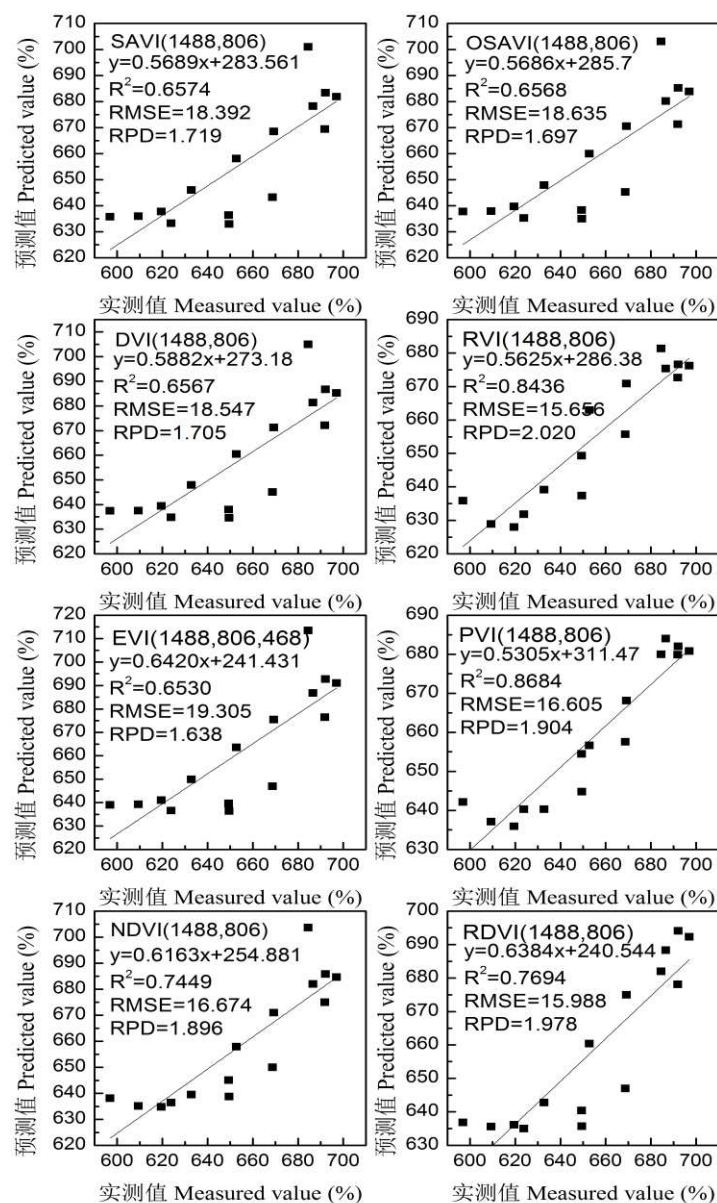 SAVI(1488,806)
y=0.5689x+283.561
R²=0.6574
RMSE=18.392
RPD=1.719
710
700
690
680
670
660
650
640
630
620
600 620 640 660 680 700
预测值 Predicted value (%)
实测值 Measured value (%)
OSAVI(1488,806)
y=0.5686x+285.7
R²=0.6568
RMSE=18.635
RPD=1.697
710
700
690
680
670
660
650
640
630
620
600 620 640 660 680 700
预测值 Predicted value (%)
实测值 Measured value (%)
DVI(1488,806)
y=0.5882x+273.18
R²=0.6567
RMSE=18.547
RPD=1.705
710
700
690
680
670
660
650
640
630
620
600 620 640 660 680 700
预测值 Predicted value (%)
实测值 Measured value (%)
RVI(1488,806)
y=0.5625x+286.38
R²=0.8436
RMSE=15.656
RPD=2.020
690
680
670
660
650
640
630
620
600 620 640 660 680 700
预测值 Predicted value (%)
实测值 Measured value (%)
EVI(1488,806,468)
y=0.6420x+241.431
R²=0.6530
RMSE=19.305
RPD=1.638
720
710
700
690
680
670
660
650
640
630
620
600 620 640 660 680 700
预测值 Predicted value (%)
实测值 Measured value (%)
PVI(1488,806)
y=0.5305x+311.47
R²=0.8684
RMSE=16.605
RPD=1.904
690
680
670
660
650
640
630
600 620 640 660 680 700
预测值 Predicted value (%)
实测值 Measured value (%)
NDVI(1488,806)
y=0.6163x+254.881
R²=0.7449
RMSE=16.674
RPD=1.896
710
700
690
680
670
660
650
640
630
620
600 620 640 660 680 700
预测值 Predicted value (%)
实测值 Measured value (%)
RDVI(1488,806)
y=0.6384x+240.544
R²=0.7694
RMSE=15.988
RPD=1.978
700
690
680
670
660
650
640
630
600 620 640 660 680 700
预测值 Predicted value (%)
实测值 Measured value (%)